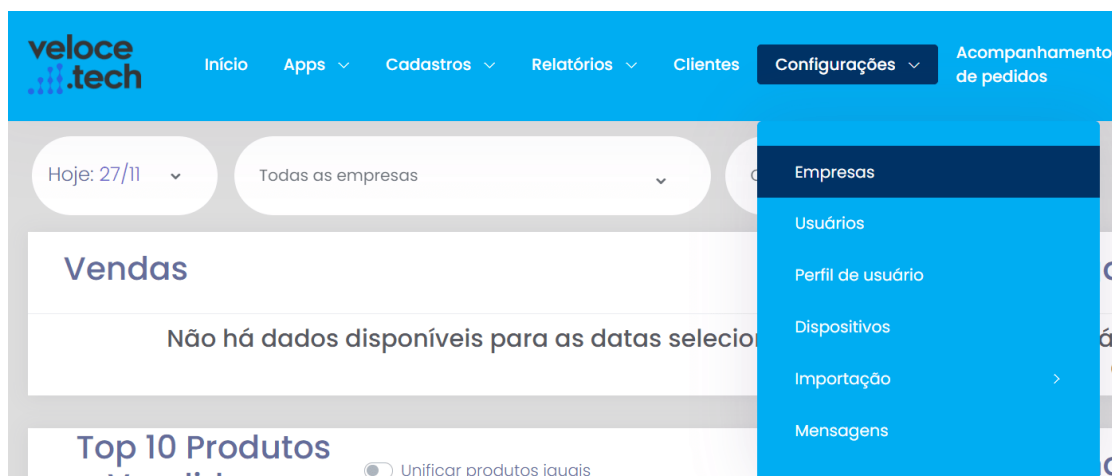 veloce
.tech
Início
Apps
Cadastros
Relatórios
Clientes
Configurações
Acompanhamento
de pedidos
Hoje: 27/11
Todas as empresas
Empresas
Usuários
Perfil de usuário
Dispositivos
Importação
Mensagens
Vendas
Não há dados disponíveis para as datas
Top 10 Produtos
Unificar produtos iguais